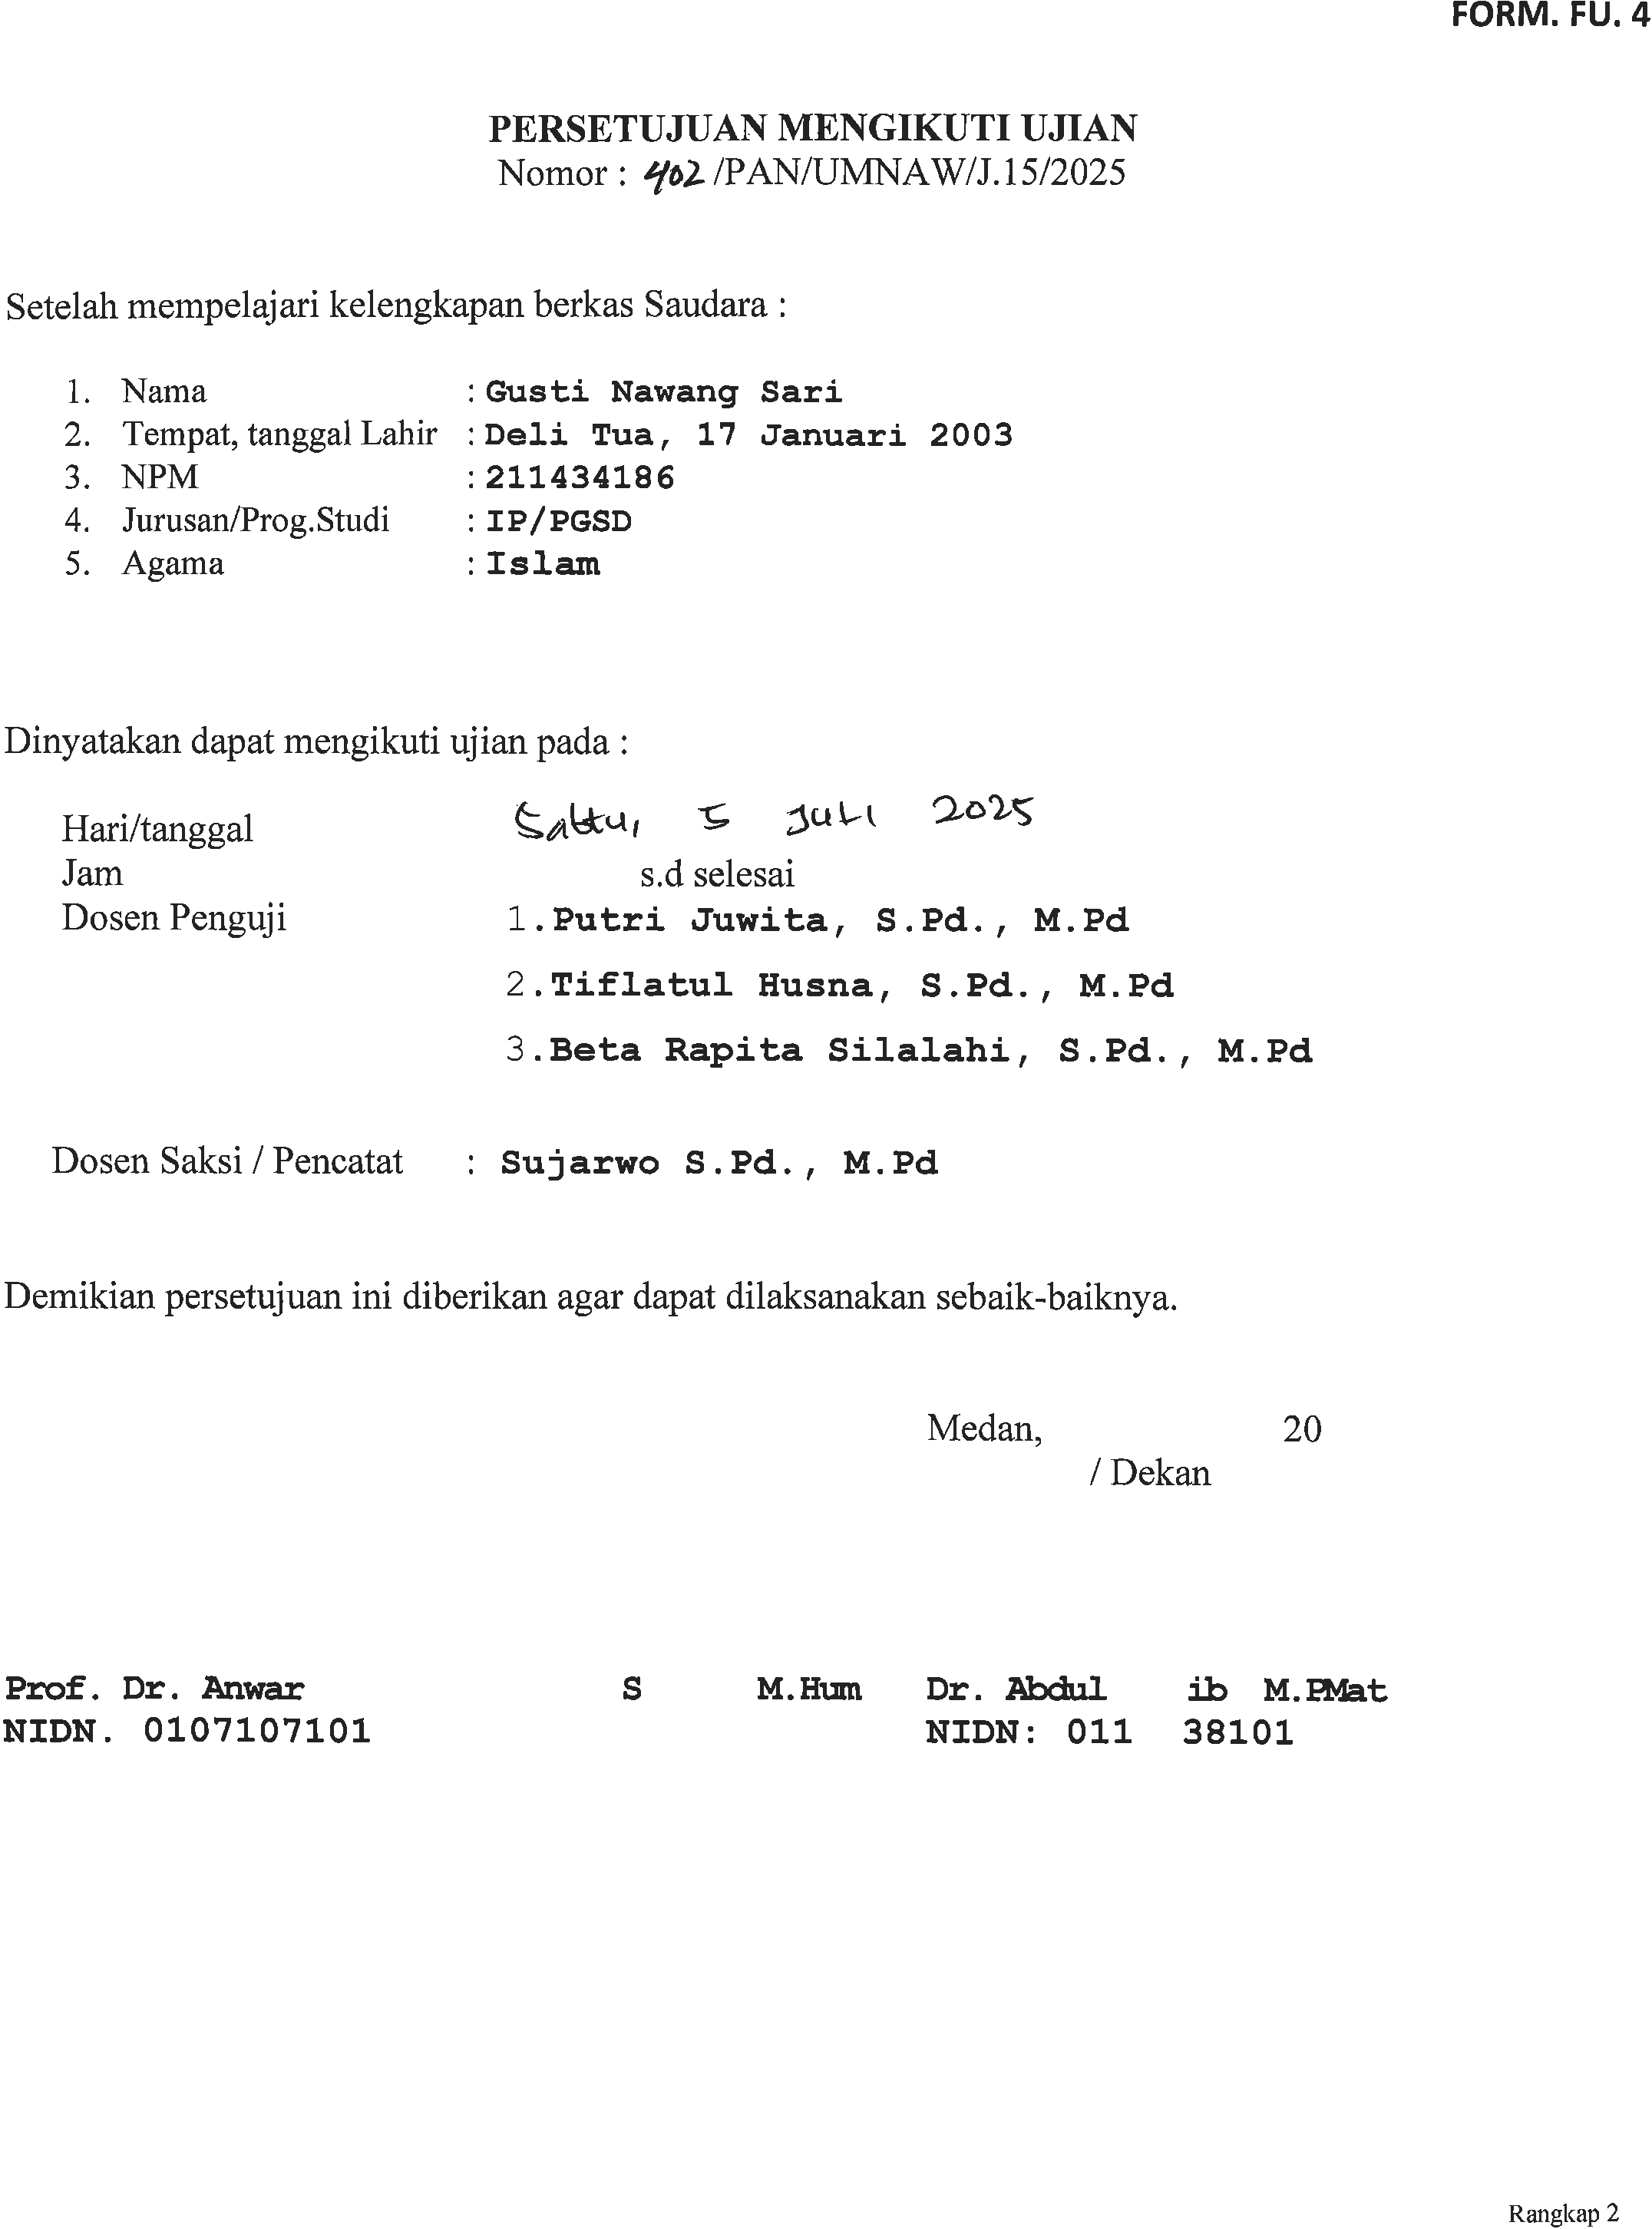 FORM. FU. 4
PERSETUJUAN MENGIKUTI UJIAN
Nomor : 402 /PAN/UMNAW/J.15/2025
Setelah mempelajari kelengkapan berkas Saudara :
1. Nama : Gusti Nawang Sari
2. Tempat, tanggal Lahir : Deli Tua, 17 Januari 2003
3. NPM : 211434186
4. Jurusan/Prog.Studi : IP/PGSD
5. Agama : Islam
Dinyatakan dapat mengikuti ujian pada :
Hari/tanggal Sabtu, 5 Juli 2025
Jam s.d selesai
Dosen Penguji 1.Putri Juwita, S.Pd., M.Pd
2.Tiflatul Husna, S.Pd., M.Pd
3.Beta Rapita Silalahi, S.Pd., M.Pd
Dosen Saksi / Pencatat : Sujarwo S.Pd., M.Pd
Demikian persetujuan ini diberikan agar dapat dilaksanakan sebaik-baiknya.
Medan, 20
/ Dekan
Prof. Dr. Anwar S M.Hum Dr. Abdul ib M.PMat
NIDN. 0107107101 NIDN: 011 38101
Rangkap 2